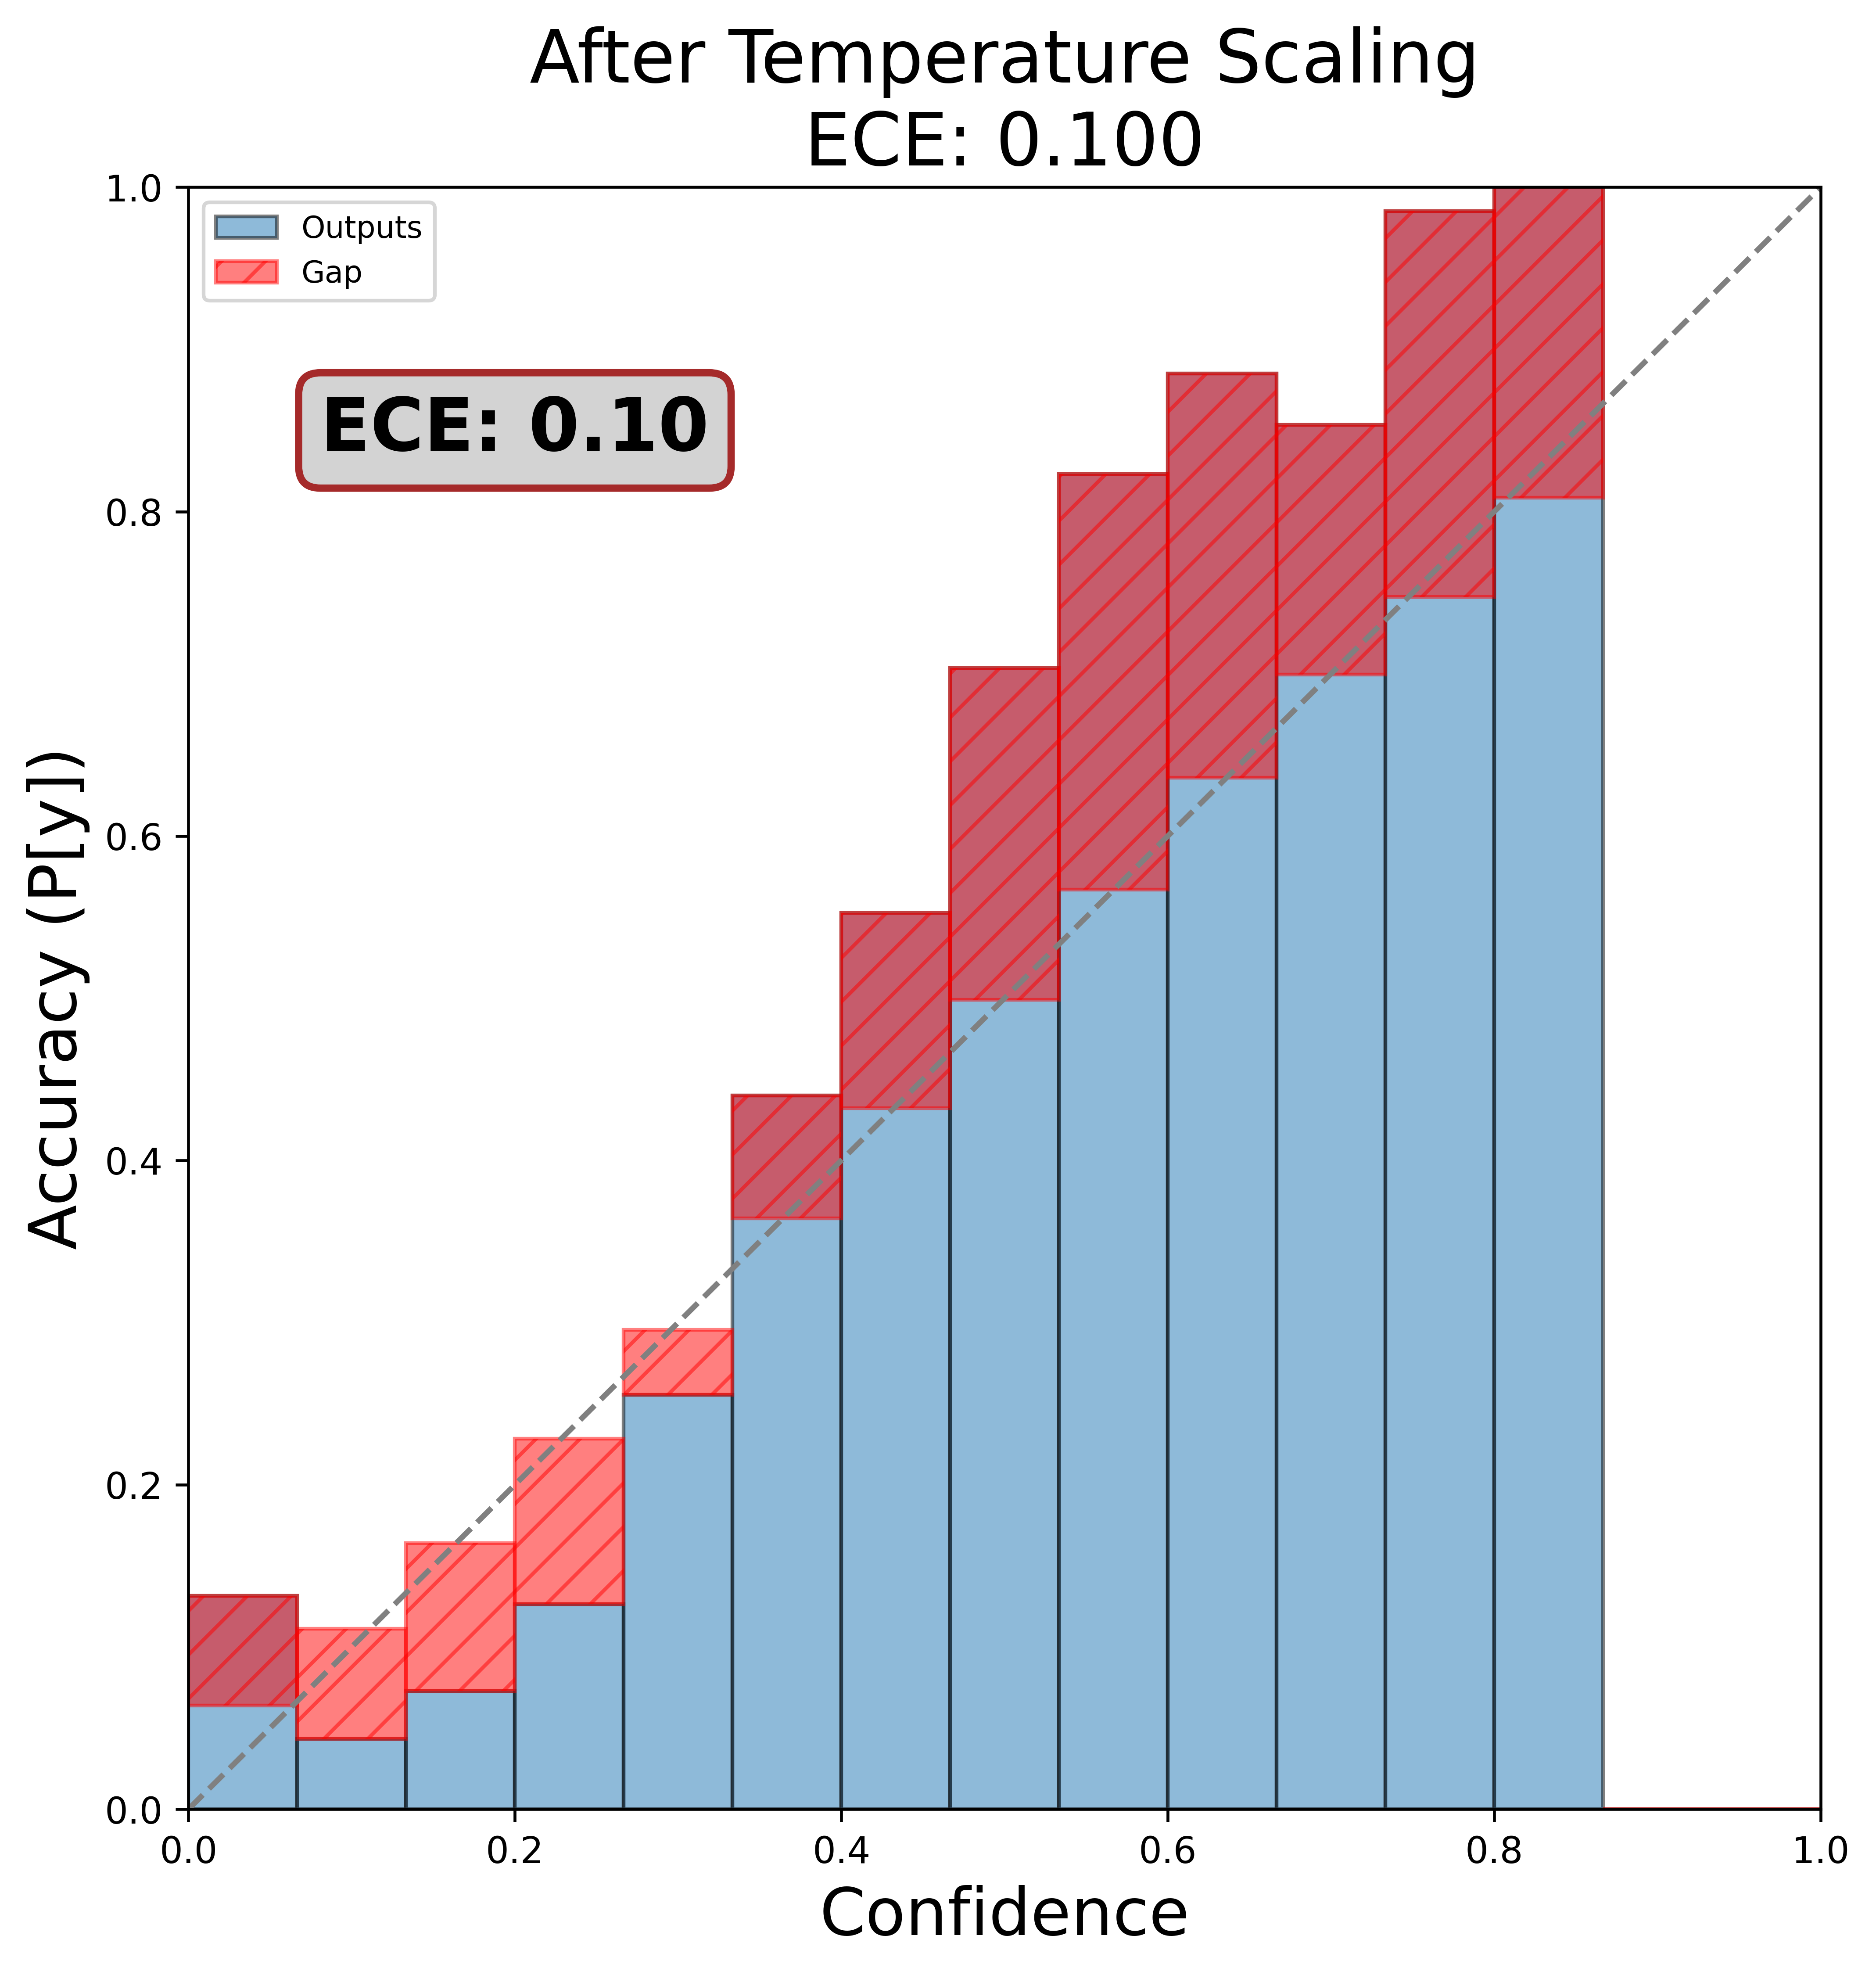 After Temperature Scaling
ECE: 0.100
Outputs
Gap
ECE: 0.10
Accuracy (P[y])
1.0
0.8
0.6
0.4
0.2
0.0
0.0 0.2 0.4 0.6 0.8 1.0
Confidence